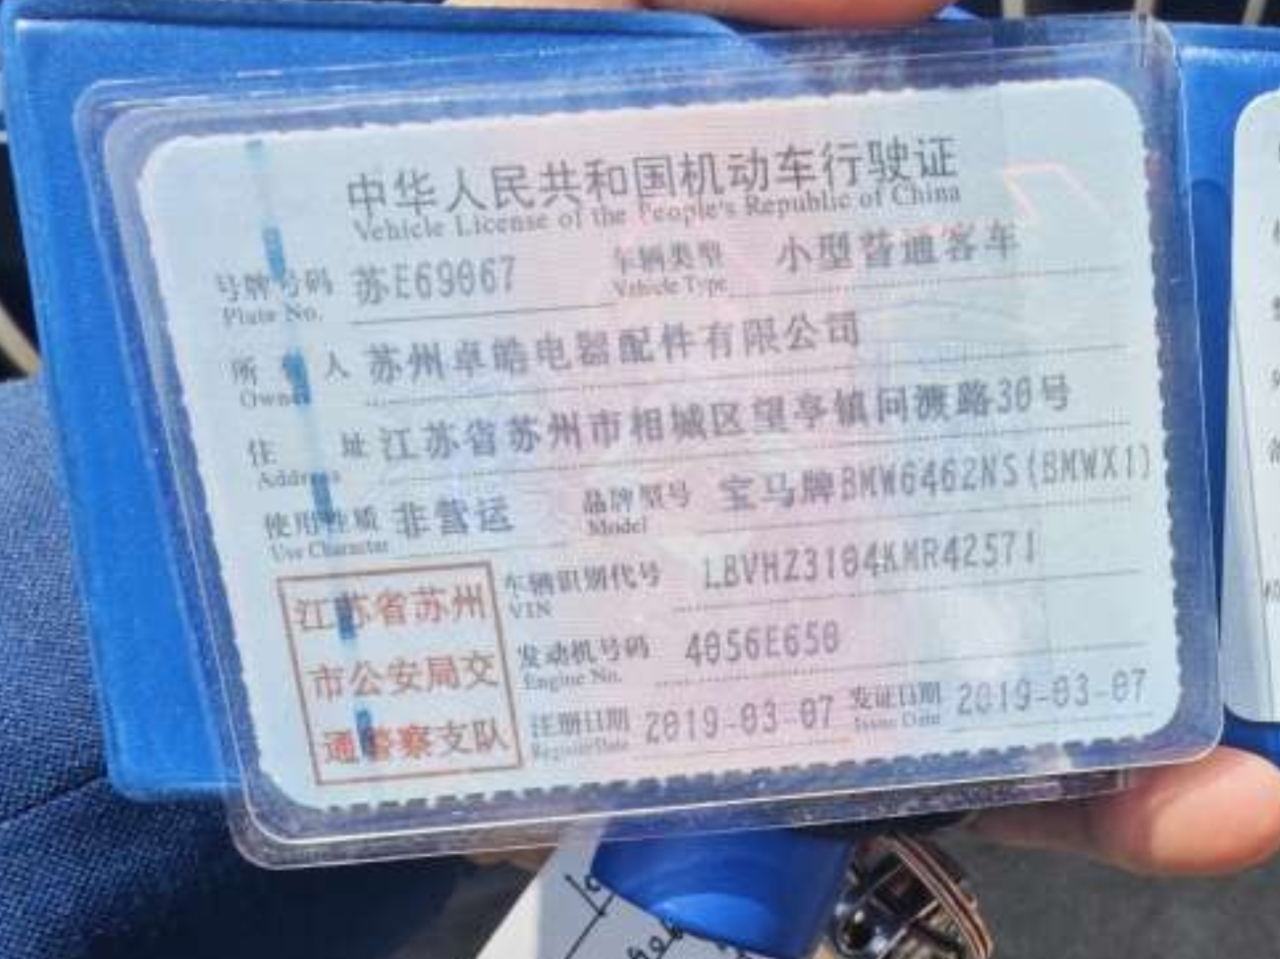 中华人民共和国机动车行驶证
Vehicle License of the People's Republic of China
号牌号码 苏E69067 车辆类型 小型普通客车
Plate No. Vehicle Type
所有人 苏州卓皓电器配件有限公司
Owner
住址 江苏省苏州市相城区望亭镇问渡路30号
Address
使用性质 非营运 品牌型号 宝马牌BMW6462NS(BMWX1)
Use Character Model
江苏省苏州
市公安局交
通警察支队
车辆识别代号 LBVHZ3104KMR42571
VIN
发动机号码 4056E650
Engine No.
注册日期 2019-03-07 发证日期 2019-03-07
Register Date Issue Date